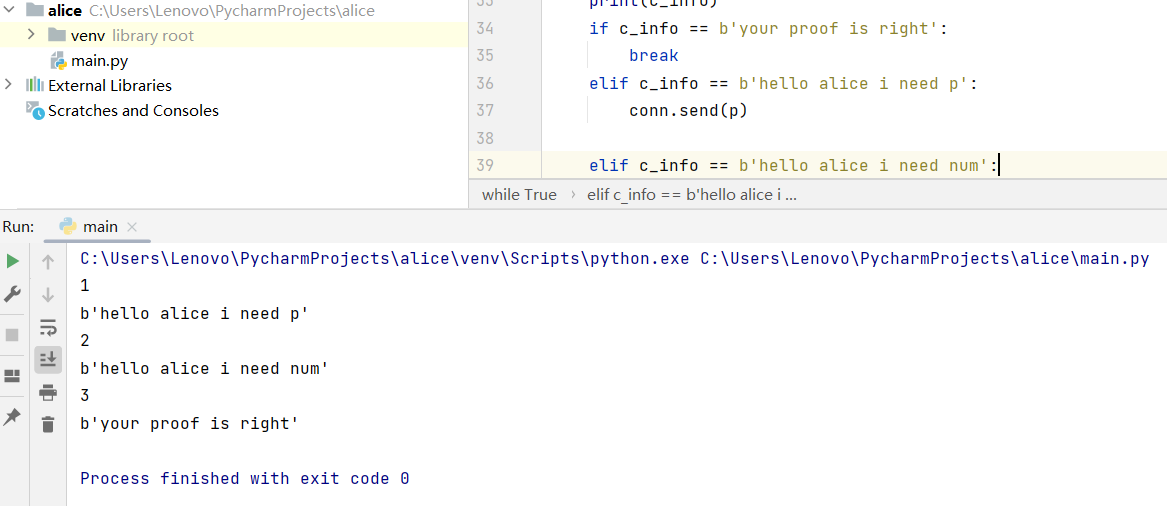 alice C:\Users\Lenovo\PycharmProjects\alice
venv library root
main.py
External Libraries
Scratches and Consoles
33 print(c_info)
34 if c_info == b'your proof is right':
35 break
36 elif c_info == b'hello alice i need p':
37 conn.send(p)
38
39 elif c_info == b'hello alice i need num':
while True › elif c_info == b'hello alice i ...
Run: main
C:\Users\Lenovo\PycharmProjects\alice\venv\Scripts\python.exe C:\Users\Lenovo\PycharmProjects\alice\main.py
1
b'hello alice i need p'
2
b'hello alice i need num'
3
b'your proof is right'
Process finished with exit code 0